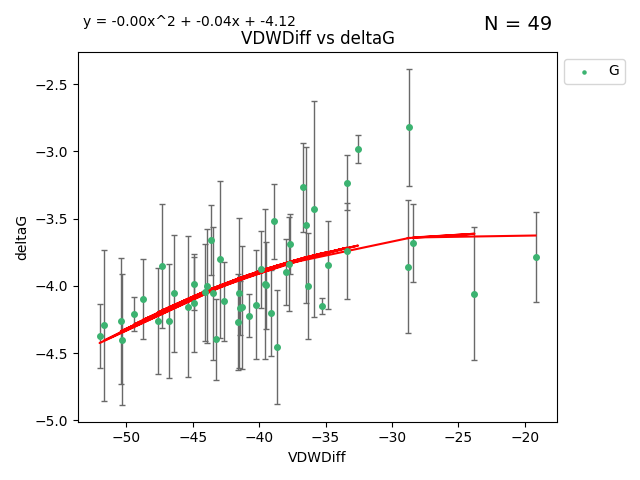 y = -0.00x^2 + -0.04x + -4.12
N = 49
VDWDiff vs deltaG
G
−2.5
−3.0
−3.5
−4.0
−4.5
−5.0
deltaG
−50
−45
−40
−35
−30
−25
−20
VDWDiff